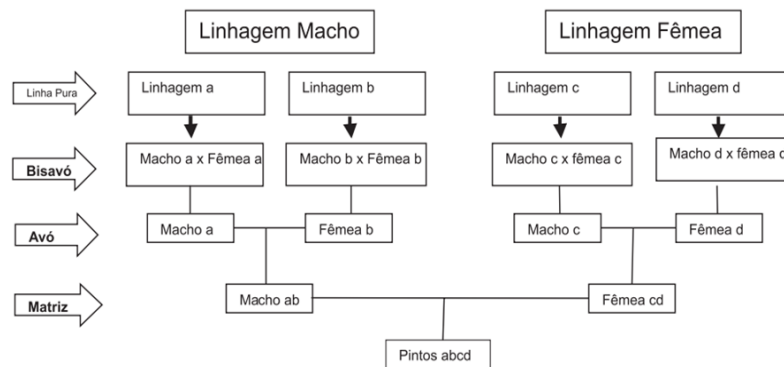 Linhagem Macho
Linhagem Fêmea
Linha Pura
Linhagem a
Linhagem b
Linhagem c
Linhagem d
Bisavó
Macho a x Fêmea a
Macho b x Fêmea b
Macho c x fêmea c
Macho d x fêmea d
Avó
Macho a
Fêmea b
Macho c
Fêmea d
Matriz
Macho ab
Fêmea cd
Pintos abcd